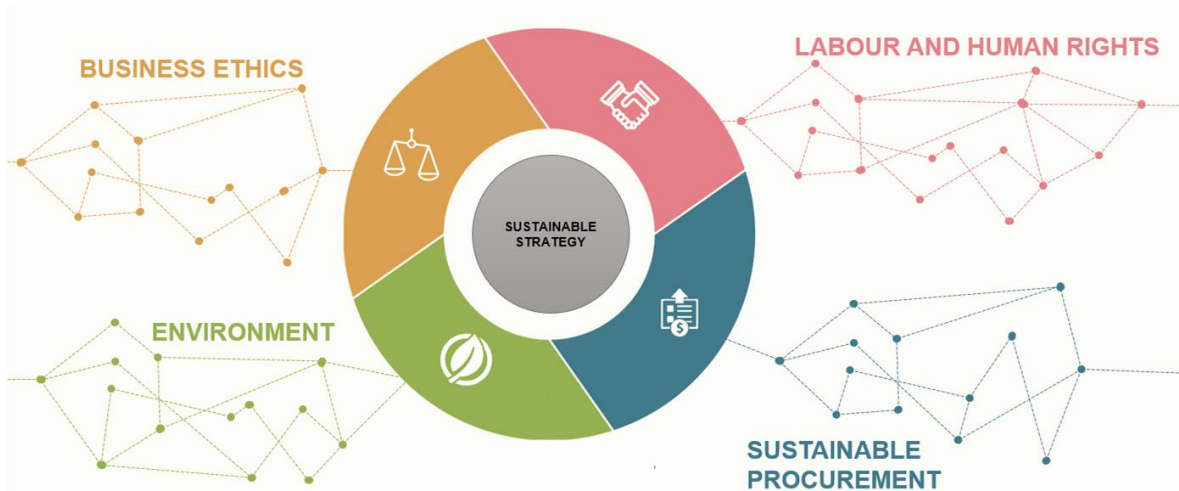 BUSINESS ETHICS
LABOUR AND HUMAN RIGHTS
SUSTAINABLE
STRATEGY
$
ENVIRONMENT
SUSTAINABLE
PROCUREMENT